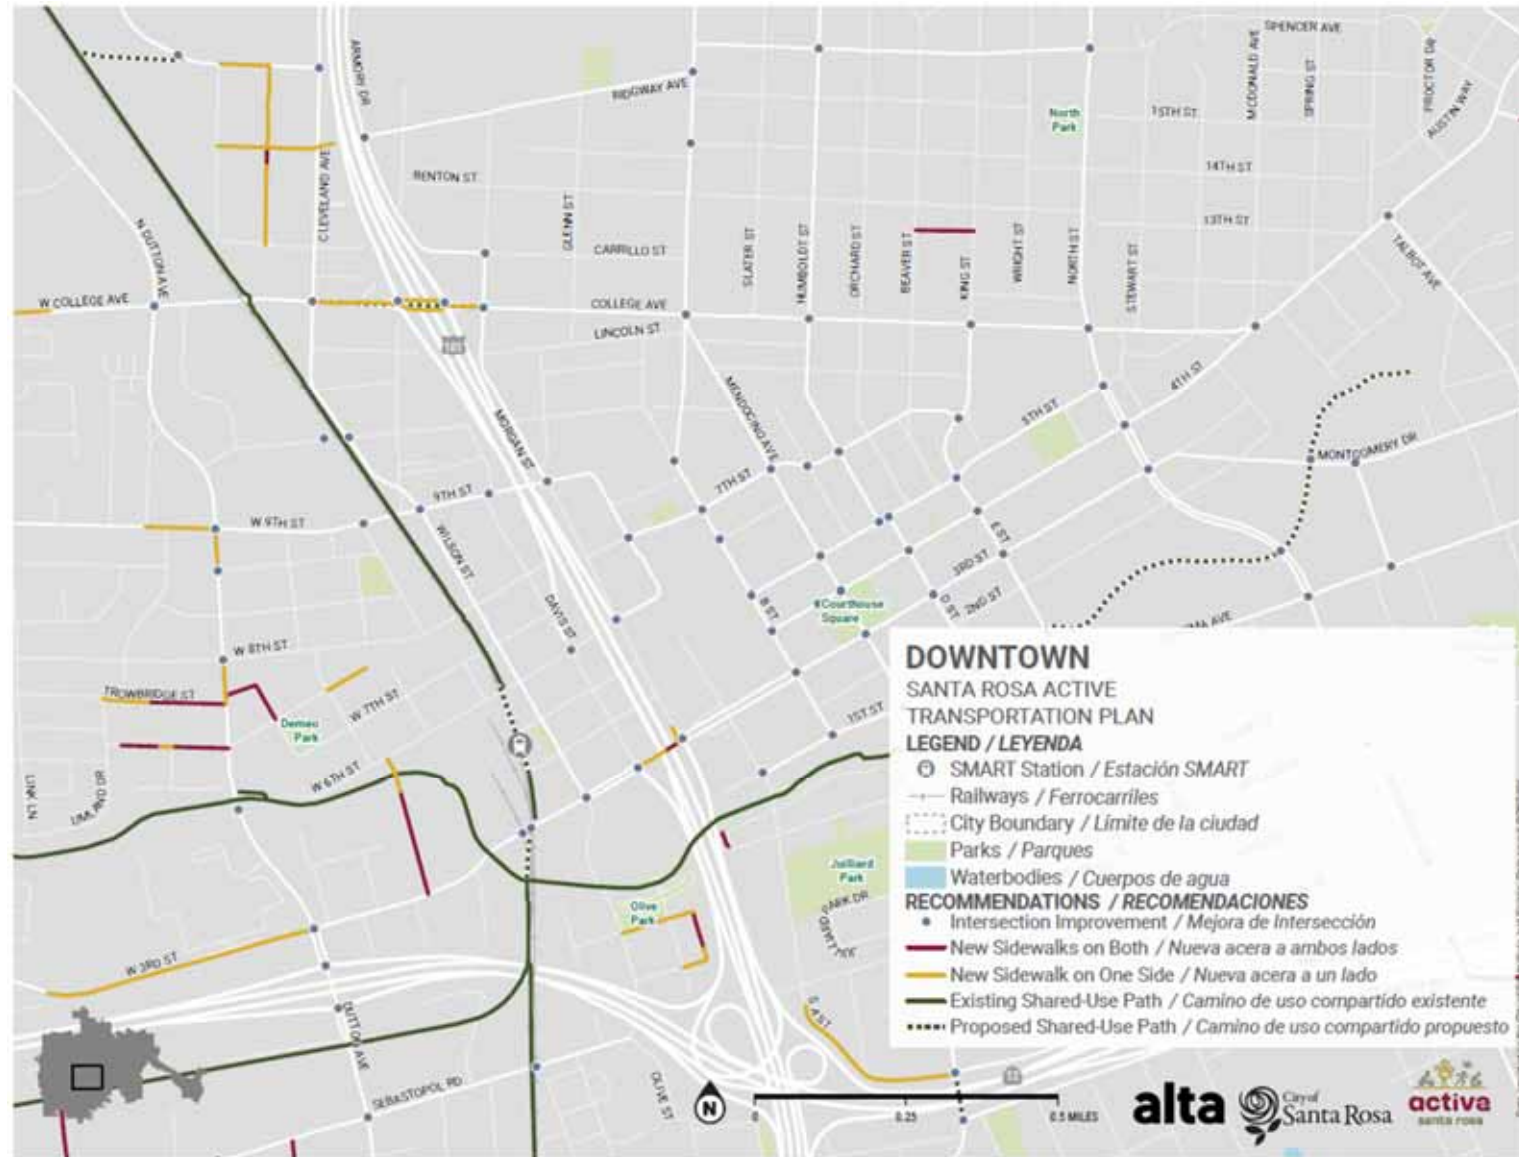 SPENCER AVE
ARMORY DR
MCDONALD AVE
SPRING ST
PROCTOR DR
RIDGWAY AVE
North
Park
15TH ST
AUSTIN WAY
14TH ST
BENTON ST
CLEVELAND AVE
GLENN ST
13TH ST
N DUTTON AVE
CARRILLO ST
SLATER ST
HUMBOLDT ST
ORCHARD ST
BEAVER ST
KING ST
WRIGHT ST
NORTH ST
STEWART ST
TALBOT AVE
W COLLEGE AVE
COLLEGE AVE
LINCOLN ST
101
MENDOCINO AVE
4TH ST
5TH ST
MORGAN ST
MONTGOMERY DR
7TH ST
9TH ST
W 9TH ST
WILSON ST
E ST
3RD ST
DAVIS ST
B ST
Courthouse
Square
D ST
2ND ST
W 8TH ST
TROWBRIDGE ST
W 7TH ST
Demeo
Park
1ST ST
W 6TH ST
LINK LN
Juilliard
Park
Olive
Park
W 3RD ST
DUTTON AVE
S A ST
SEBASTOPOL RD
OLIVE ST
DOWNTOWN
SANTA ROSA ACTIVE
TRANSPORTATION PLAN
LEGEND / LEYENDA
SMART Station / Estación SMART
Railways / Ferrocarriles
City Boundary / Límite de la ciudad
Parks / Parques
Waterbodies / Cuerpos de agua
RECOMMENDATIONS / RECOMENDACIONES
Intersection Improvement / Mejora de Intersección
New Sidewalks on Both / Nueva acera a ambos lados
New Sidewalk on One Side / Nueva acera a un lado
Existing Shared-Use Path / Camino de uso compartido existente
Proposed Shared-Use Path / Camino de uso compartido propuesto
N
0 0.25 0.5 MILES
alta
City of
Santa Rosa
activa
santa rosa